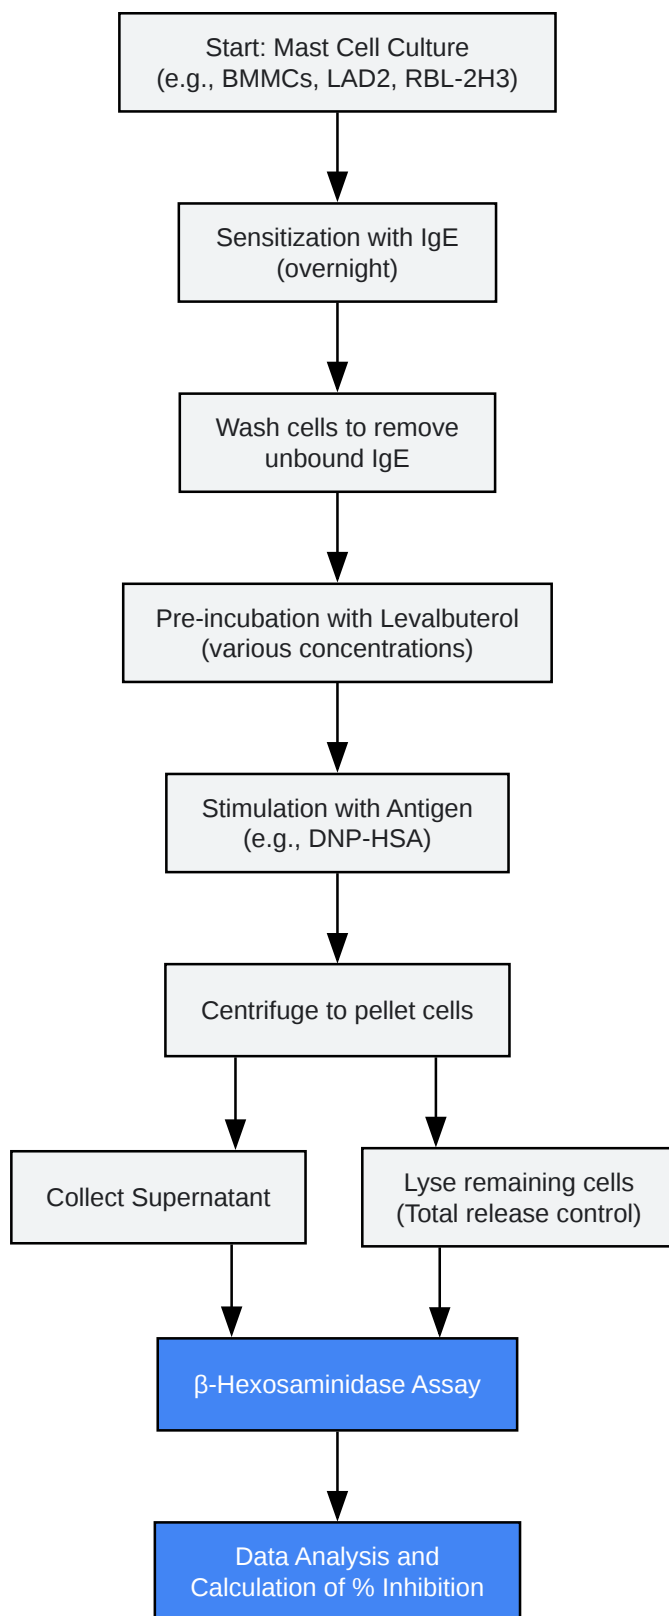 Start: Mast Cell Culture
(e.g., BMMCs, LAD2, RBL-2H3)
Sensitization with IgE
(overnight)
Wash cells to remove
unbound IgE
Pre-incubation with Levalbuterol
(various concentrations)
Stimulation with Antigen
(e.g., DNP-HSA)
Centrifuge to pellet cells
Collect Supernatant
Lyse remaining cells
(Total release control)
β-Hexosaminidase Assay
Data Analysis and
Calculation of % Inhibition